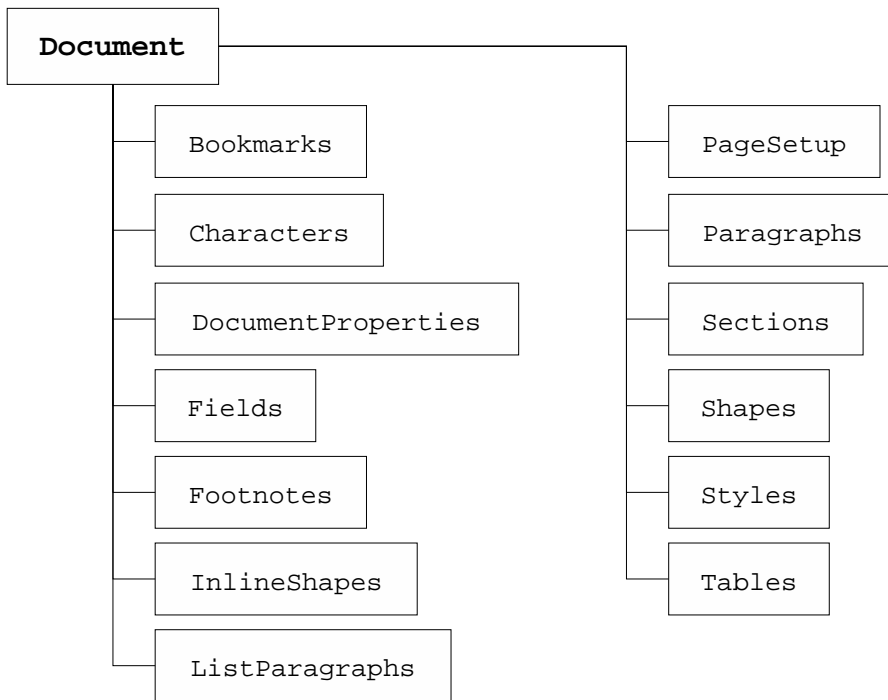 Document
Bookmarks
Characters
DocumentProperties
Fields
Footnotes
InlineShapes
ListParagraphs
PageSetup
Paragraphs
Sections
Shapes
Styles
Tables